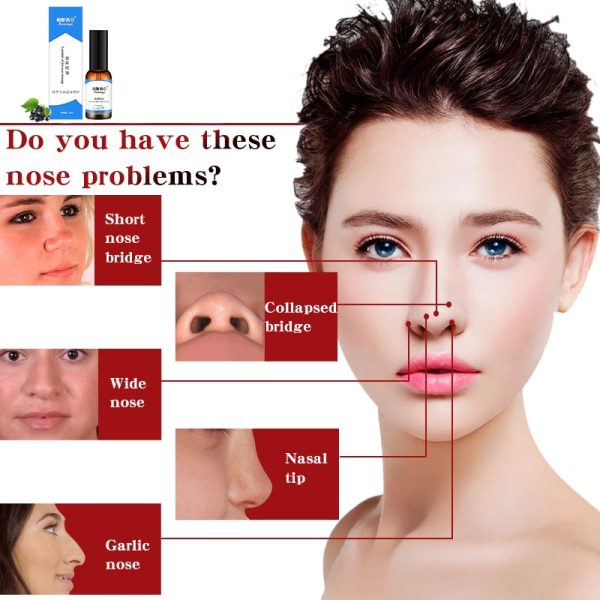 Do you have these
nose problems?
Short
nose
bridge
Collapsed
bridge
Wide
nose
Nasal
tip
Garlic
nose